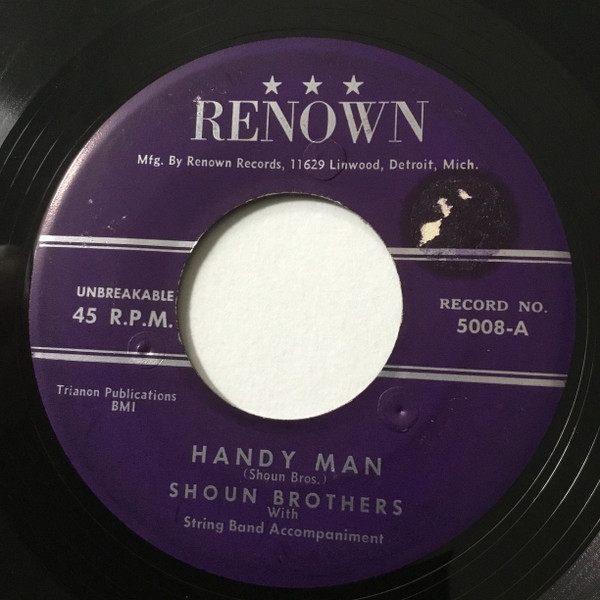 RENOWN
Mfg. By Renown Records, 11629 Linwood, Detroit, Mich.
UNBREAKABLE
45 R.P.M.
RECORD NO.
5008-A
Trianon Publications
BMI
HANDY MAN
(Shoun Bros.)
SHOUN BROTHERS
With
String Band Accompaniment